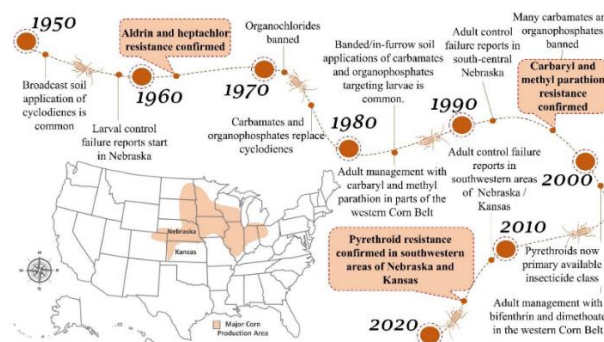 1950
Broadcast soil
application of
cyclodienes is
common
Larval control
failure reports start
in Nebraska
1960
Aldrin and heptachlor
resistance confirmed
1970
Organochlorides
banned
Carbamates and
organophosphates replace
cyclodienes
1980
Banded/in-furrow soil
applications of carbamates
and organophosphates
targeting larvae is
common.
Adult management with
carbaryl and methyl
parathion in parts of the
western Corn Belt
1990
Adult control
failure reports in
south-central
Nebraska
Many carbamates and
organophosphates
banned
Carbaryl and
methyl parathion
resistance
confirmed
2000
Adult control failure
reports in
southwestern areas
of Nebraska /
Kansas
Pyrethroids now
primary available
insecticide class
2010
Adult management with
bifenthrin and dimethoate
in the western Corn Belt
Pyrethroid resistance
confirmed in southwestern
areas of Nebraska and
Kansas
2020
Nebraska
Kansas
Major Corn
Production Area